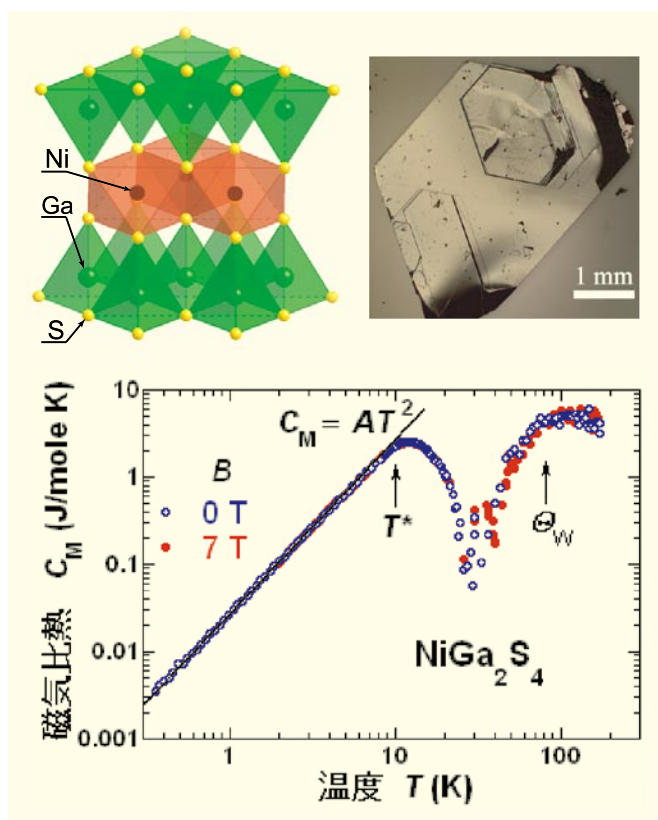 Ni
Ga
S
1 mm
C_M = AT^2
B
0 T
7 T
T*
Θ_W
NiGa_2S_4
10
1
0.1
0.01
0.001
磁気比熱 C_M (J/mole K)
1
10
100
温度 T (K)